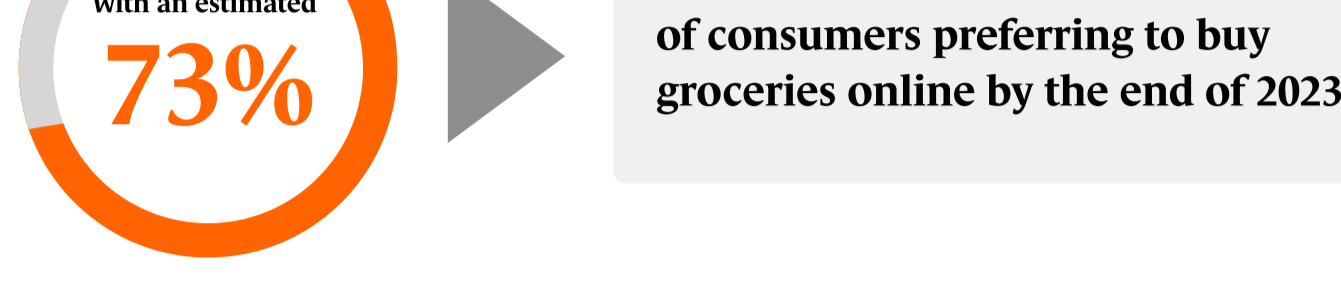 with an estimated
73%
of consumers preferring to buy
groceries online by the end of 2023